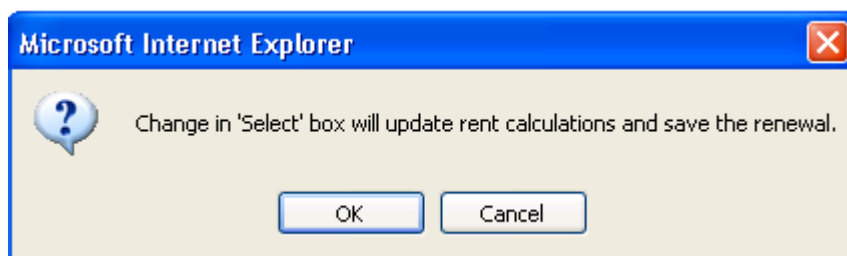 Microsoft Internet Explorer
Change in 'Select' box will update rent calculations and save the renewal.
OK Cancel